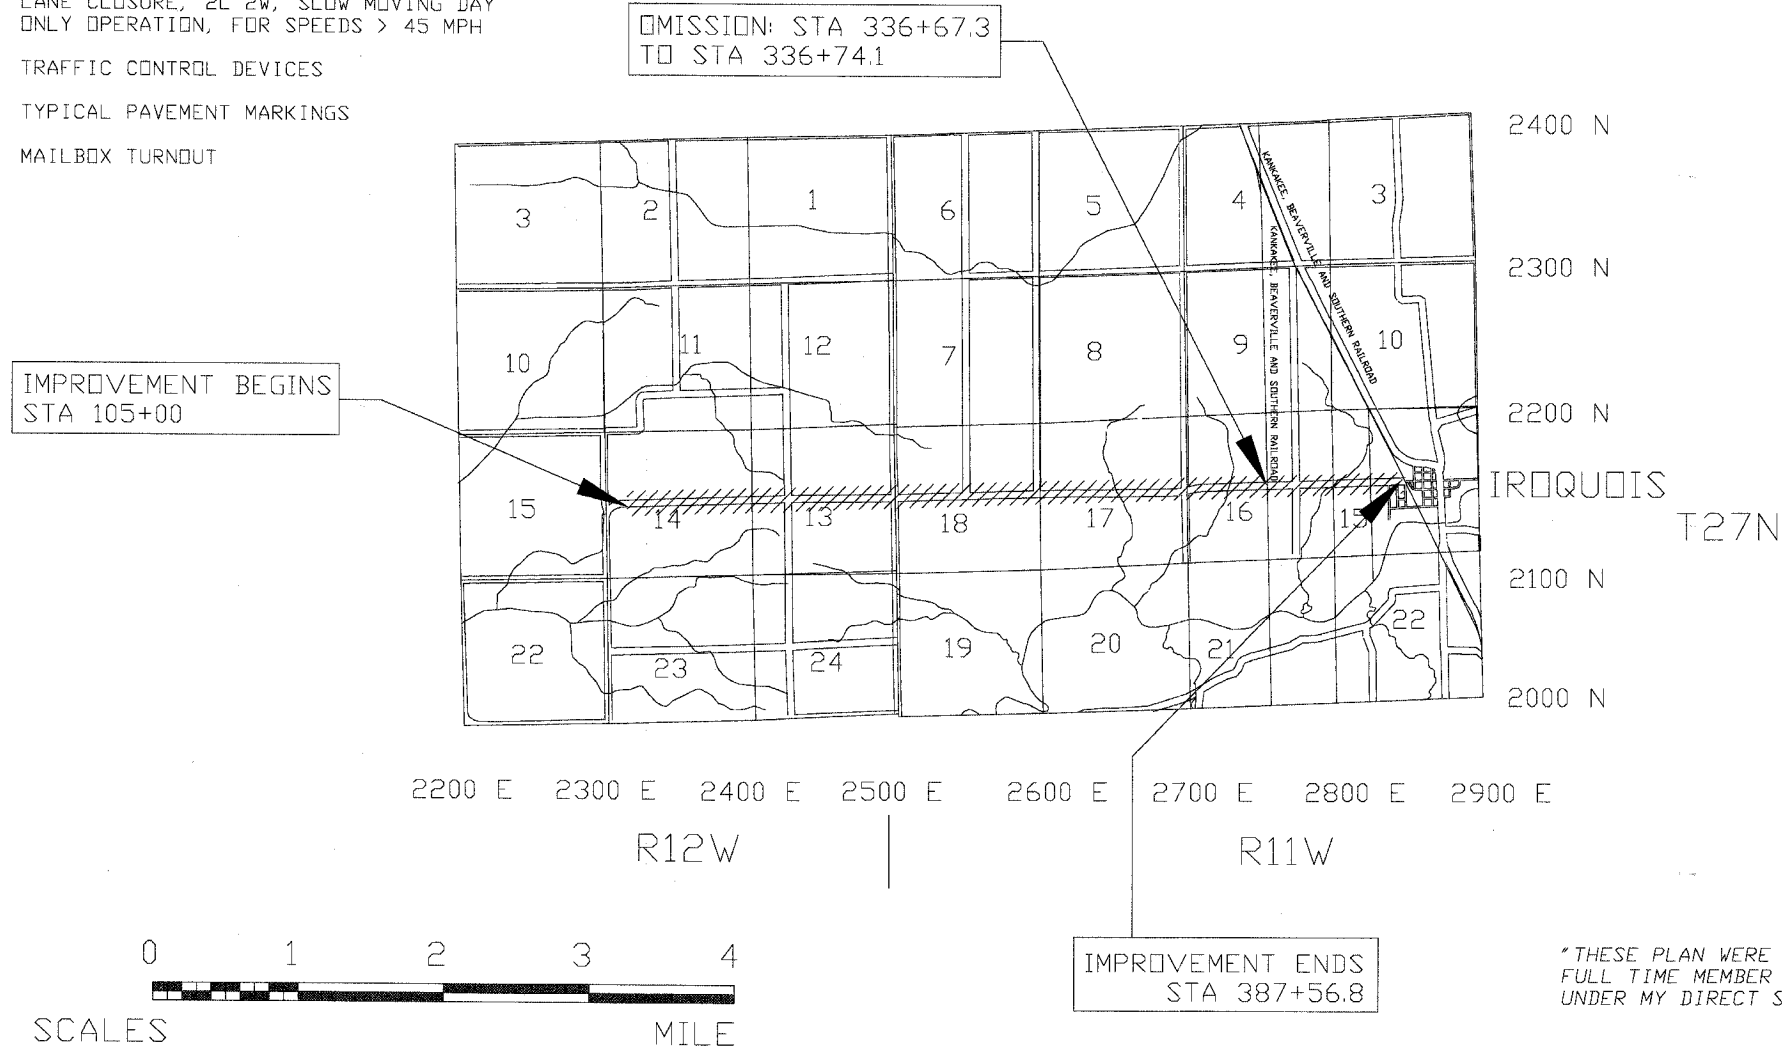 LANE CLOSURE, 2L 2W, SLOW MOVING DAY
ONLY OPERATION, FOR SPEEDS > 45 MPH
TRAFFIC CONTROL DEVICES
TYPICAL PAVEMENT MARKINGS
MAILBOX TURNOUT
OMISSION: STA 336+67.3
TO STA 336+74.1
2400 N
3 2 1 6 5 4 3
KANKAKEE, BEAVERVILLE AND SOUTHERN RAILROAD
KANKAKEE, BEAVERVILLE AND SOUTHERN RAILROAD
2300 N
10 11 12 7 8 9 10
IMPROVEMENT BEGINS
STA 105+00
2200 N
IROQUOIS
15 14 13 18 17 16 15
T27N
2100 N
22 23 24 19 20 21 22
2000 N
2200 E 2300 E 2400 E 2500 E 2600 E 2700 E 2800 E 2900 E
R12W R11W
IMPROVEMENT ENDS
STA 387+56.8
0 1 2 3 4
SCALES MILE
"THESE PLAN WERE
FULL TIME MEMBER
UNDER MY DIRECT S